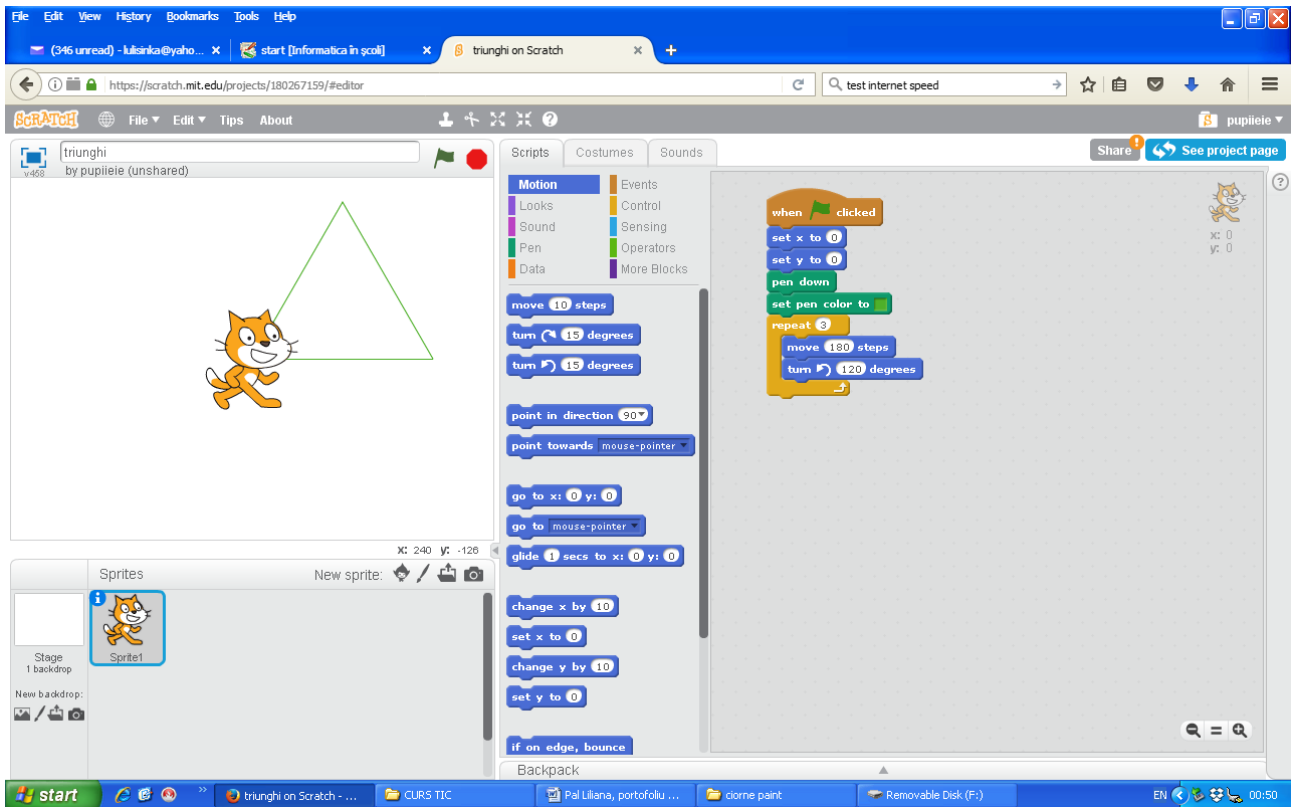 File Edit View History Bookmarks Tools Help
(346 unread) - lulisinka@yaho... × start [Informatica în şcoli] × triunghi on Scratch × +
https://scratch.mit.edu/projects/180267159/#editor test internet speed
SCRATCH File Edit Tips About pupiieie
triunghi
v458 by pupiieie (unshared)
Scripts Costumes Sounds
Share ! See project page
Motion Events
Looks Control
Sound Sensing
Pen Operators
Data More Blocks
move 10 steps
turn 15 degrees
turn 15 degrees
point in direction 90
point towards mouse-pointer
go to x: 0 y: 0
go to mouse-pointer
glide 1 secs to x: 0 y: 0
change x by 10
set x to 0
change y by 10
set y to 0
if on edge, bounce
when clicked
set x to 0
set y to 0
pen down
set pen color to
repeat 3
move 180 steps
turn 120 degrees
x: 0
y: 0
?
X: 240 y: -126
Sprites New sprite:
Stage
1 backdrop
Sprite1
New backdrop:
Backpack
start triunghi on Scratch - ... CURS TIC Pal Liliana, portofoliu ... ciorne paint Removable Disk (F:) EN 00:50